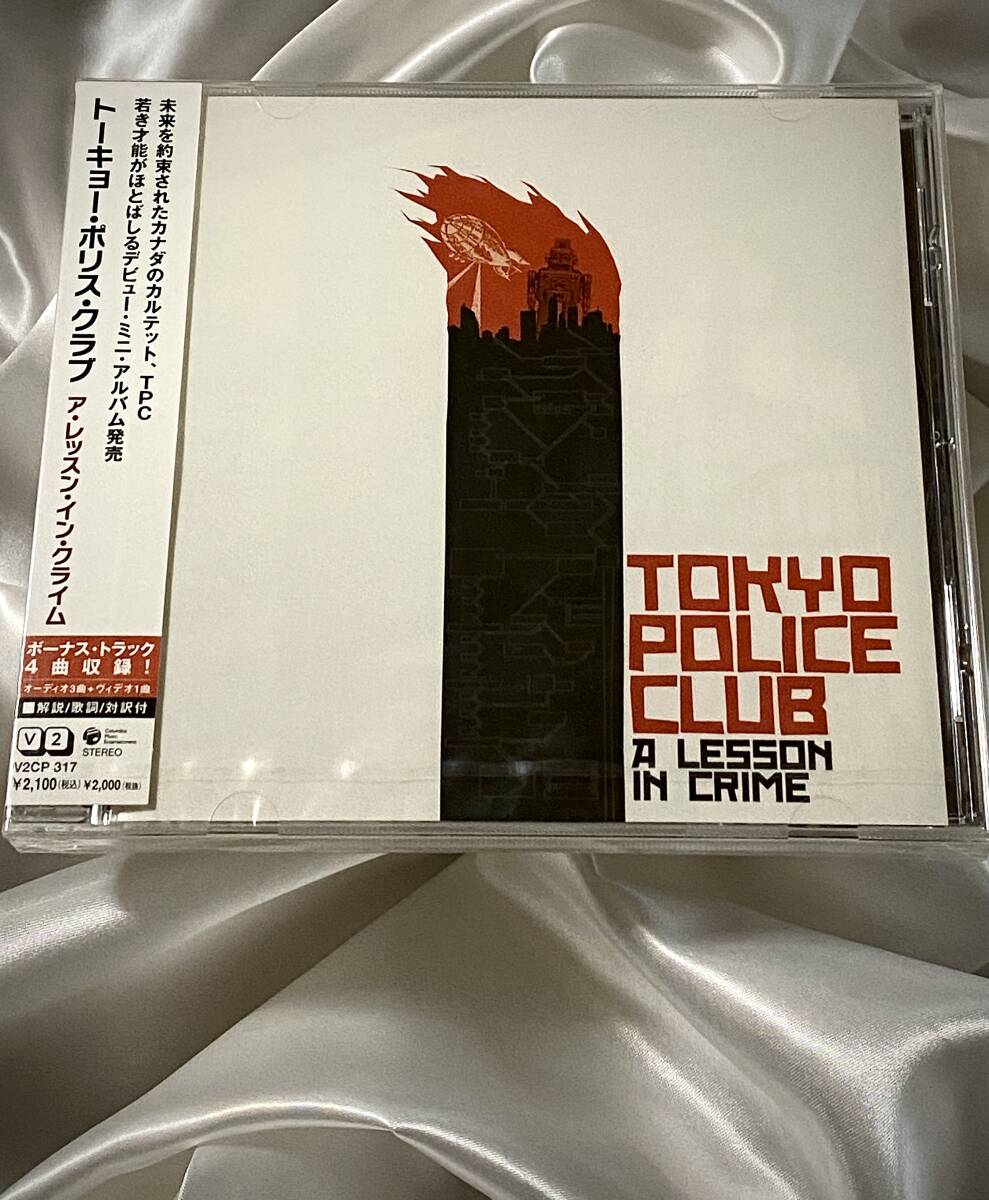 未来を約束されたカナダのカルテット、TPC
若き才能がほとばしるデビュー・ミニ・アルバム発売
トーキョー・ポリス・クラブ ア・レッスン・イン・クライム
ボーナス・トラック
4曲収録!
オーディオ3曲+ヴィデオ1曲
■解説/歌詞/対訳付
V2
Columbia
Music
Entertainment
STEREO
V2CP 317
¥2,100(税込) ¥2,000(税抜)
TOKYO
POLICE
CLUB
A LESSON
IN CRIME